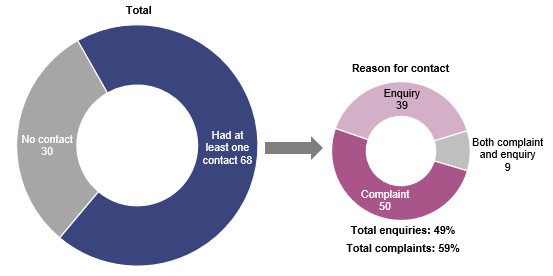 Total
No contact
30
Had at
least one
contact 68
Reason for contact
Enquiry
39
Both complaint
and enquiry
9
Complaint
50
Total enquiries: 49%
Total complaints: 59%